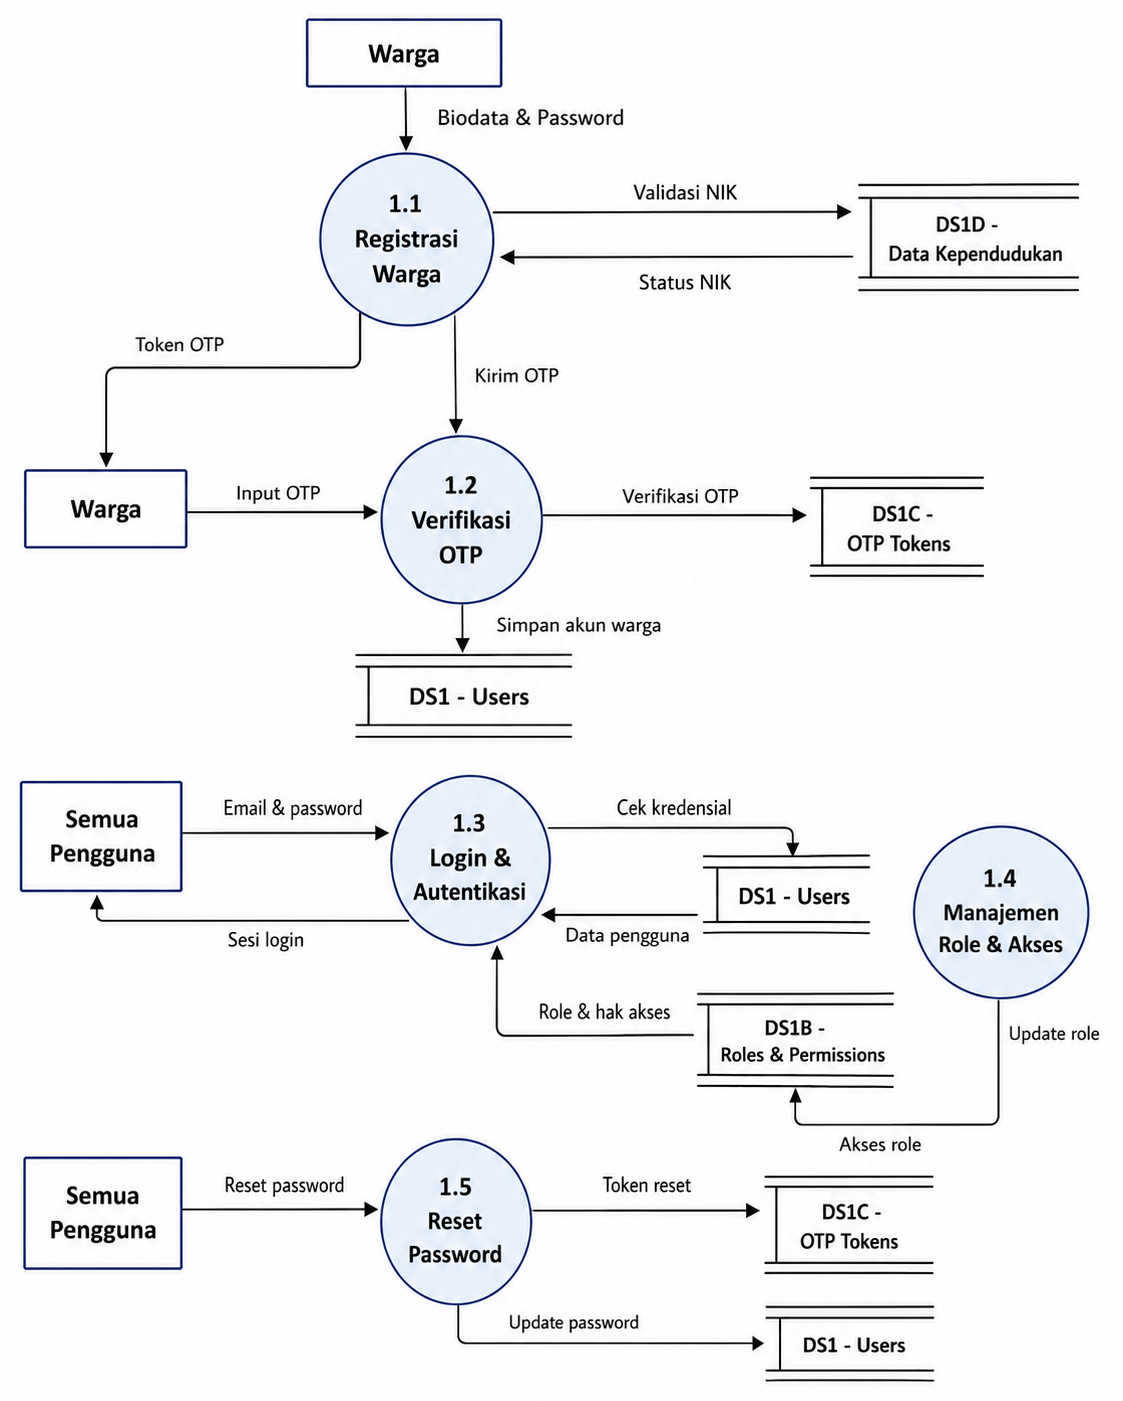 Warga
Biodata & Password
1.1
Registrasi
Warga
Validasi NIK
DS1D -
Data Kependudukan
Status NIK
Token OTP
Kirim OTP
Warga
Input OTP
1.2
Verifikasi
OTP
Verifikasi OTP
DS1C -
OTP Tokens
Simpan akun warga
DS1 - Users
Semua
Pengguna
Email & password
1.3
Login &
Autentikasi
Cek kredensial
DS1 - Users
Data pengguna
Sesi login
1.4
Manajemen
Role & Akses
Role & hak akses
DS1B -
Roles & Permissions
Update role
Akses role
Semua
Pengguna
Reset password
1.5
Reset
Password
Token reset
DS1C -
OTP Tokens
Update password
DS1 - Users